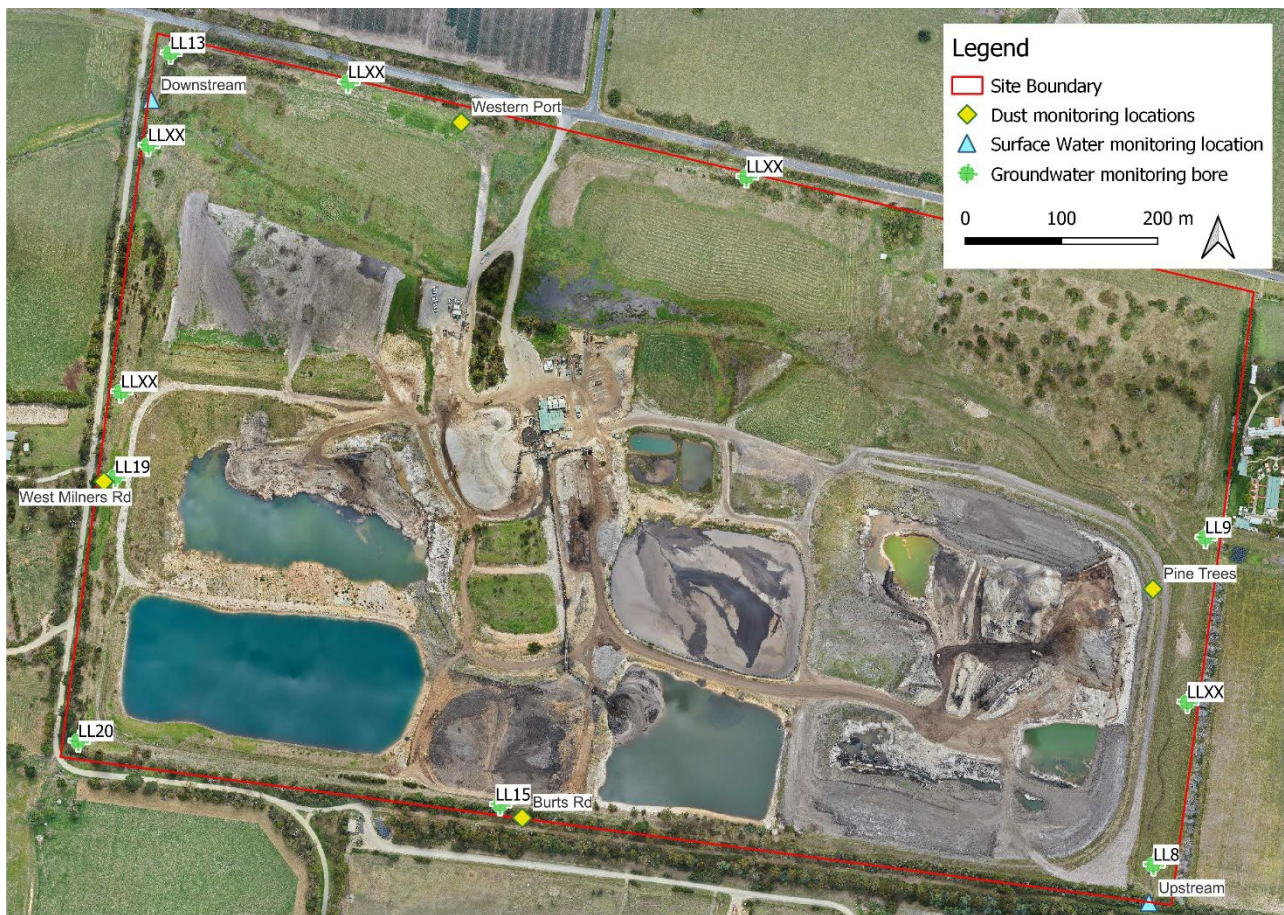 LL13
Downstream
LLXX
Western Port
LLXX
LLXX
Legend
Site Boundary
Dust monitoring locations
Surface Water monitoring location
Groundwater monitoring bore
0 100 200 m
LLXX
LL19
West Milners Rd
LL9
Pine Trees
LLXX
LL20
LL15
Burts Rd
LL8
Upstream